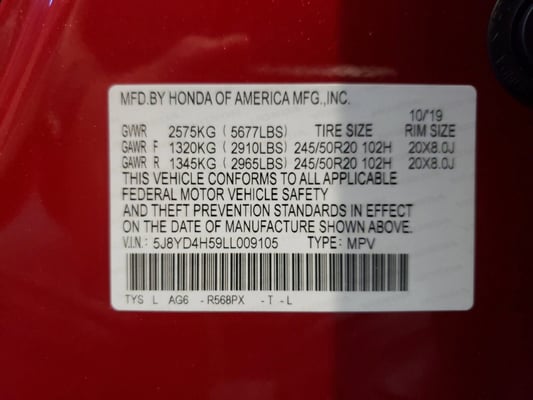 MFD.BY HONDA OF AMERICA MFG.,INC.
10/'19
GVWR 2575KG ( 5677LBS) TIRE SIZE RIM SIZE
GAWR F 1320KG ( 2910LBS) 245/50R20 102H 20X8.0J
GAWR R 1345KG ( 2965LBS) 245/50R20 102H 20X8.0J
THIS VEHICLE CONFORMS TO ALL APPLICABLE
FEDERAL MOTOR VEHICLE SAFETY
AND THEFT PREVENTION STANDARDS IN EFFECT
ON THE DATE OF MANUFACTURE SHOWN ABOVE.
V.I.N.: 5J8YD4H59LL009105 TYPE: MPV
TYS L AG6 - R568PX - T - L